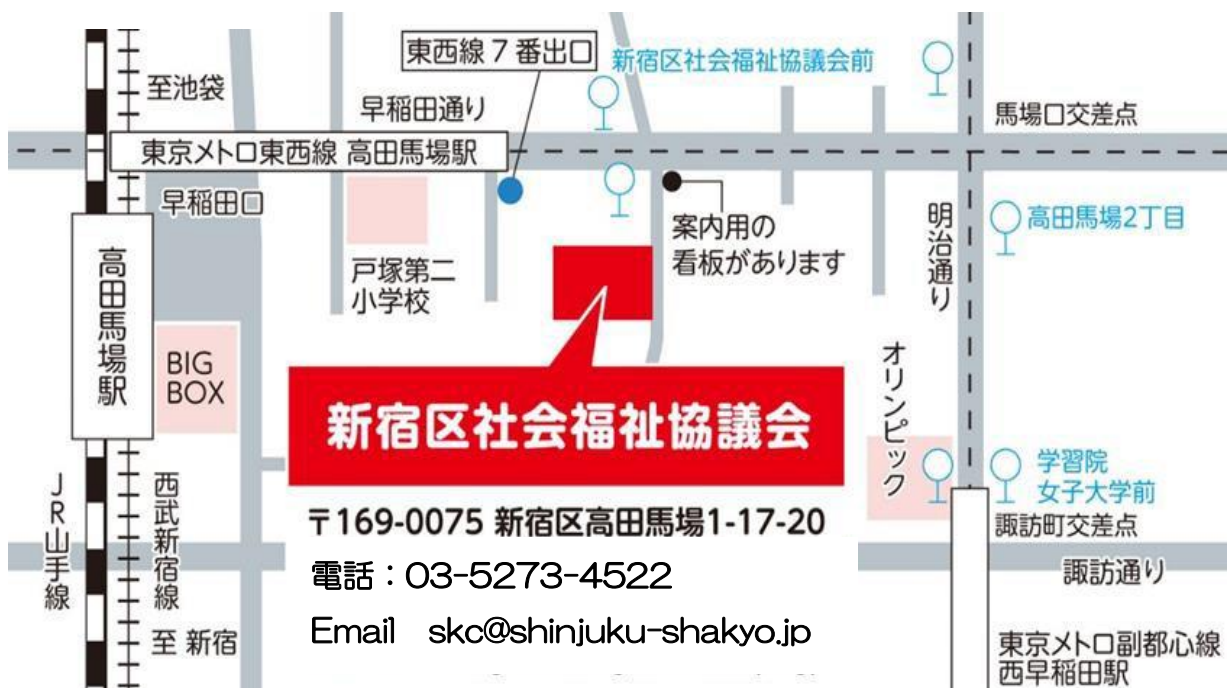 東西線7番出口
新宿区社会福祉協議会前
至池袋
早稲田通り
馬場口交差点
東京メトロ東西線 高田馬場駅
早稲田口
案内用の
看板があります
明治通り
高田馬場2丁目
高田馬場駅
戸塚第二
小学校
BIG
BOX
オリンピック
新宿区社会福祉協議会
学習院
女子大学前
JR山手線
西武新宿線
〒169-0075 新宿区高田馬場1-17-20
諏訪町交差点
電話:03-5273-4522
諏訪通り
Email skc@shinjuku-shakyo.jp
至 新宿
東京メトロ副都心線
西早稲田駅